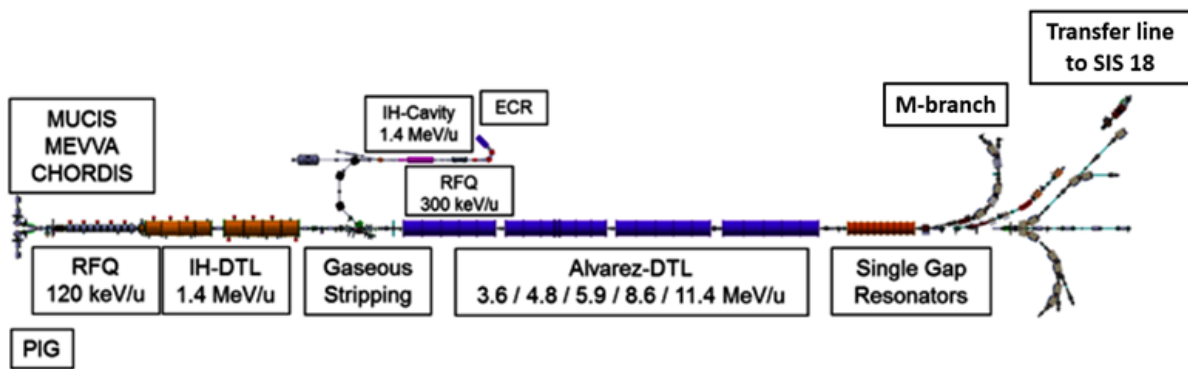 Transfer line
to SIS 18
M-branch
ECR
IH-Cavity
1.4 MeV/u
MUCIS
MEVVA
CHORDIS
RFQ
300 keV/u
RFQ
120 keV/u
IH-DTL
1.4 MeV/u
Gaseous
Stripping
Alvarez-DTL
3.6 / 4.8 / 5.9 / 8.6 / 11.4 MeV/u
Single Gap
Resonators
PIG